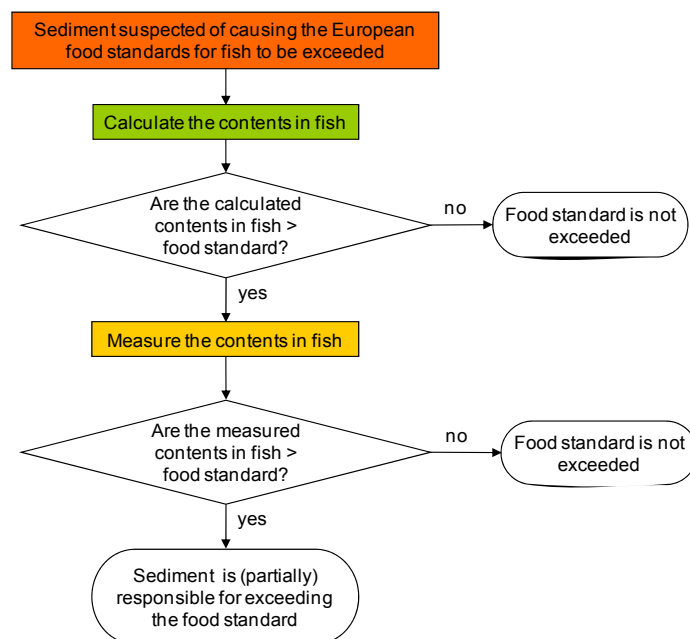 Sediment suspected of causing the European
food standards for fish to be exceeded
Calculate the contents in fish
Are the calculated
contents in fish >
food standard?
no
Food standard is not
exceeded
yes
Measure the contents in fish
Are the measured
contents in fish >
food standard?
no
Food standard is not
exceeded
yes
Sediment is (partially)
responsible for exceeding
the food standard